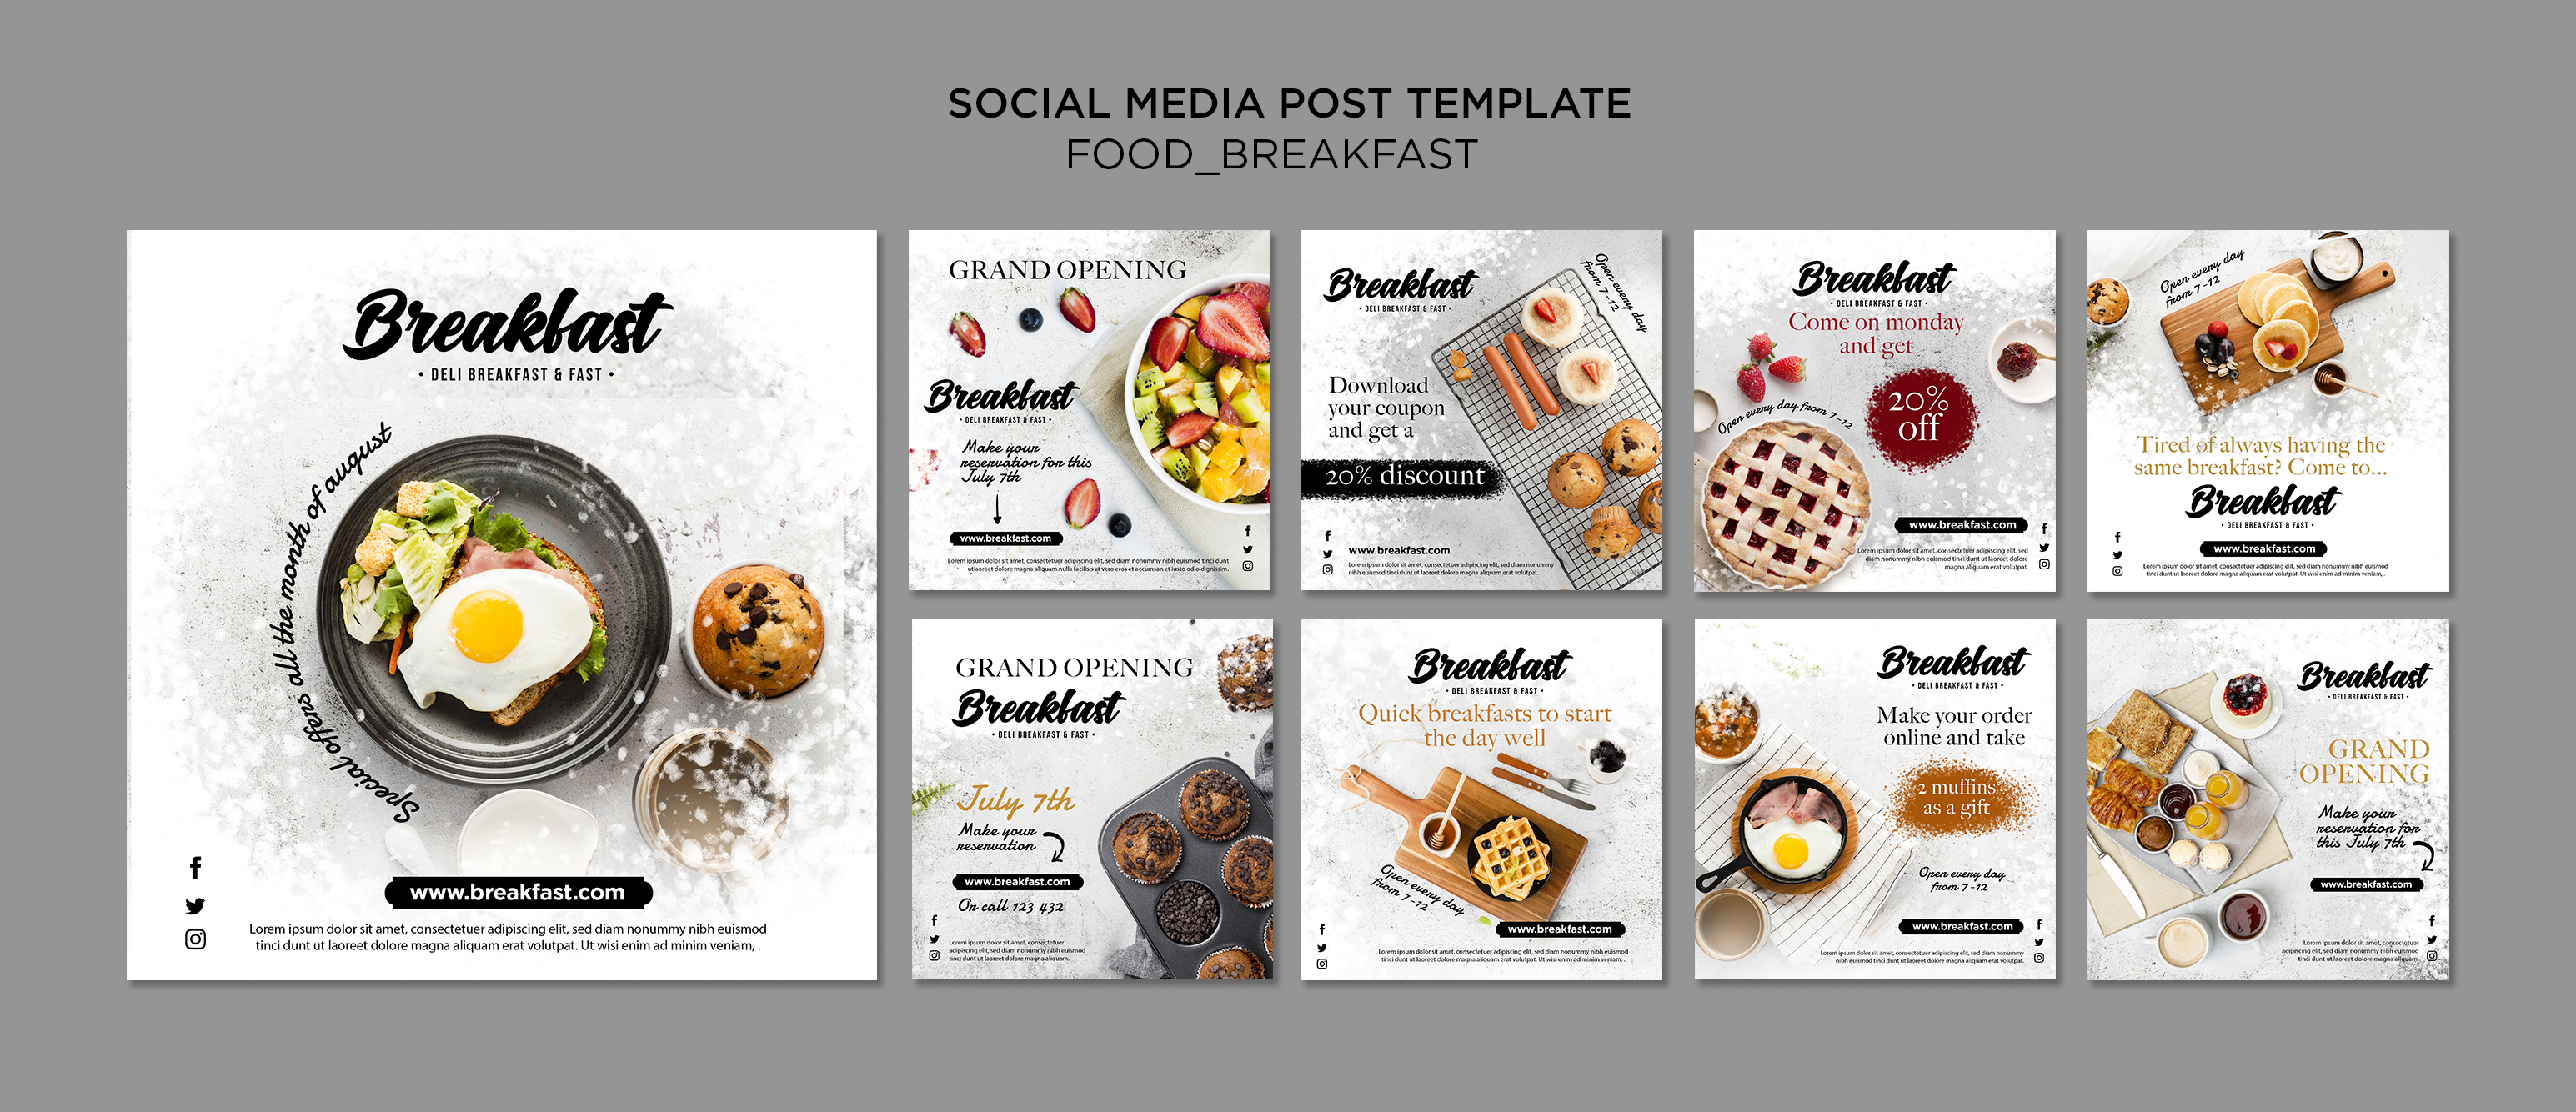 SOCIAL MEDIA POST TEMPLATE
FOOD_BREAKFAST
Breakfast
• DELI BREAKFAST & FAST •
Special offers all the month of august
www.breakfast.com
Lorem ipsum dolor sit amet, consectetuer adipiscing elit, sed diam nonummy nibh euismod
tinci dunt ut laoreet dolore magna aliquam erat volutpat. Ut wisi enim ad minim veniam, .
GRAND OPENING
Breakfast
• DELI BREAKFAST & FAST •
Make your
reservation for this
July 7th
www.breakfast.com
Lorem ipsum dolor sit amet, consectetuer adipiscing elit, sed diam nonummy nibh euismod tinci dunt
utlaoreet dolore magna aliquam.nulla facilisis at vero eros et accumsan et iusto odio dignissim.
Breakfast
• DELI BREAKFAST & FAST •
Open every day
from 7 -12
Download
your coupon
and get a
20% discount
www.breakfast.com
Lorem ipsum dolor sit amet, consectetuer adipiscing elit, sed diam nonummy
nibh euismod tinci dunt ut laoreet dolore magna aliquam erat volutpat.
Breakfast
• DELI BREAKFAST & FAST •
Come on monday
and get
20%
off
Open every day from 7 -12
www.breakfast.com
Lorem ipsum dolor sit amet, consectetuer adipiscing elit, sed
diam nonummy nibh euismod tinci dunt ut laoreet dolore
magna aliquam erat volutpat.
Open every day
from 7 -12
Tired of always having the
same breakfast? Come to...
Breakfast
• DELI BREAKFAST & FAST •
www.breakfast.com
Lorem ipsum dolor sit amet, consectetuer adipiscing elit, sed diam nonummy nibh euismod
tinci dunt ut laoreet dolore magna aliquam erat volutpat. Ut wisi enim ad minim veniam, .
GRAND OPENING
Breakfast
• DELI BREAKFAST & FAST •
July 7th
Make your
reservation
www.breakfast.com
Or call 123 432
Lorem ipsum dolor sit amet, consectetuer
adipiscing elit, sed diam nonummy nibh euismod
tinci dunt ut laoreet dolore magna aliquam.
Breakfast
• DELI BREAKFAST & FAST •
Quick breakfasts to start
the day well
Open every day
from 7 -12
www.breakfast.com
Lorem ipsum dolor sit amet, consectetuer adipiscing elit, sed diam nonummy nibh euismod
tinci dunt ut laoreet dolore magna aliquam erat volutpat. Ut wisi enim ad minim veniam, .
Breakfast
• DELI BREAKFAST & FAST •
Make your order
online and take
2 muffins
as a gift
Open every day
from 7 -12
www.breakfast.com
Lorem ipsum dolor sit amet, consectetuer adipiscing elit, sed diam nonummy
nibh euismod tinci dunt ut laoreet dolore magna aliquam erat volutpat.
Breakfast
• DELI BREAKFAST & FAST •
GRAND
OPENING
Make your
reservation for
this July 7th
www.breakfast.com
Lorem ipsum dolor sit amet, consectetuer
adipiscing elit, sed diam nonummy nibh euismod
tinci dunt ut laoreet dolore magna aliquam.